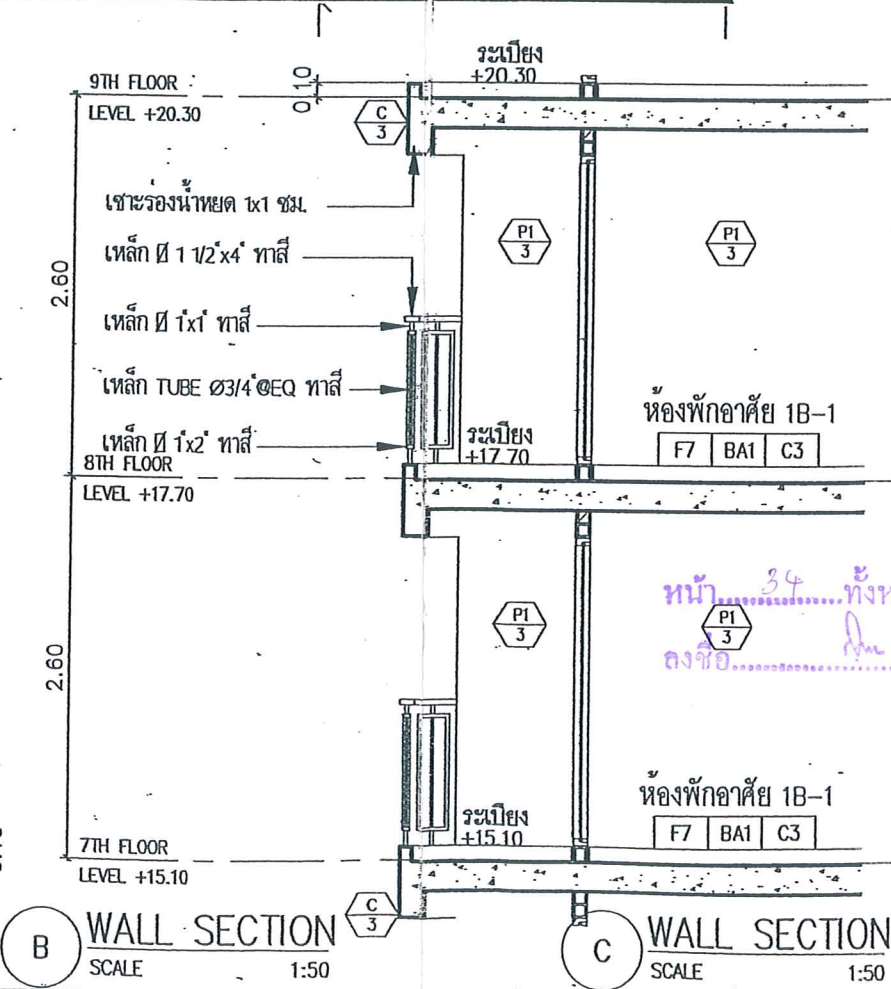 ระเบียง
+20.30
9TH FLOOR
LEVEL +20.30
0.10
C
3
เซาะร่องน้ำหยด 1x1 ซม.
P1
3
P1
3
เหล็ก Ø 1 1/2"x4" ทาสี
2.60
เหล็ก Ø 1"x1" ทาสี
เหล็ก TUBE Ø3/4"@EQ ทาสี
ห้องพักอาศัย 1B-1
F7 BA1 C3
เหล็ก Ø 1"x2" ทาสี
ระเบียง
+17.70
8TH FLOOR
LEVEL +17.70
หน้า 34 ทั้งห
P1
3
P1
3
ลงชื่อ
2.60
ห้องพักอาศัย 1B-1
F7 BA1 C3
ระเบียง
+15.10
7TH FLOOR
LEVEL +15.10
C
3
B WALL SECTION
SCALE 1:50
C WALL SECTION
SCALE 1:50